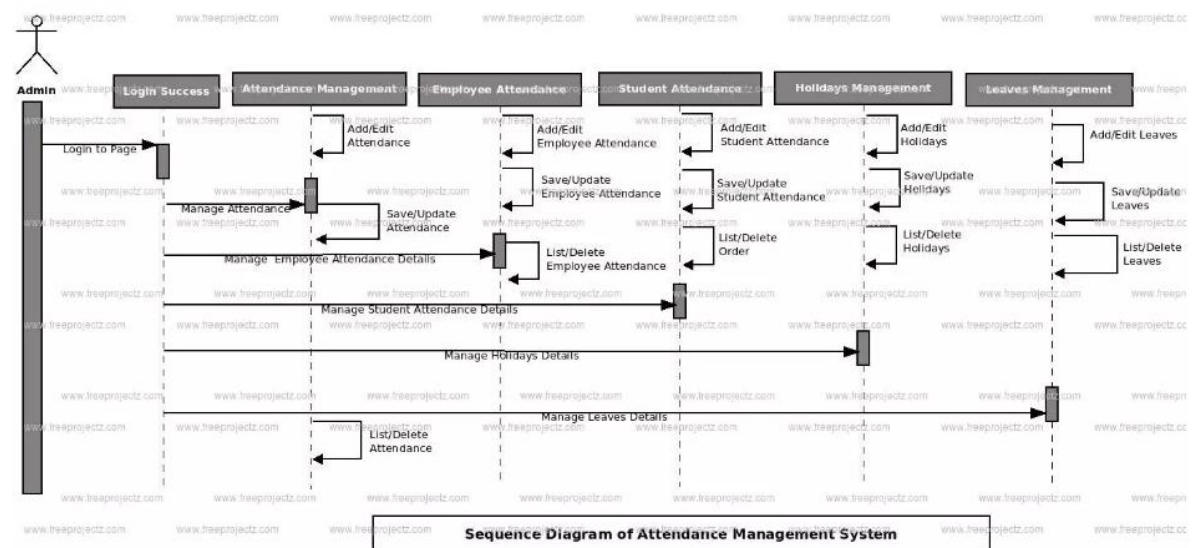 Admin
Login Success
Attendance Management
Employee Attendance
Student Attendance
Holidays Management
Leaves Management
Add/Edit
Attendance
Add/Edit
Employee Attendance
Add/Edit
Student Attendance
Add/Edit
Holidays
Add/Edit Leaves
Login to Page
Save/Update
Employee Attendance
Save/Update
Student Attendance
Save/Update
Holidays
Save/Update
Leaves
Manage Attendance
Save/Update
Attendance
List/Delete
Employee Attendance
List/Delete
Order
List/Delete
Holidays
List/Delete
Leaves
Manage Employee Attendance Details
Manage Student Attendance Details
Manage Holidays Details
Manage Leaves Details
List/Delete
Attendance
Sequence Diagram of Attendance Management System
www.freeprojectz.com